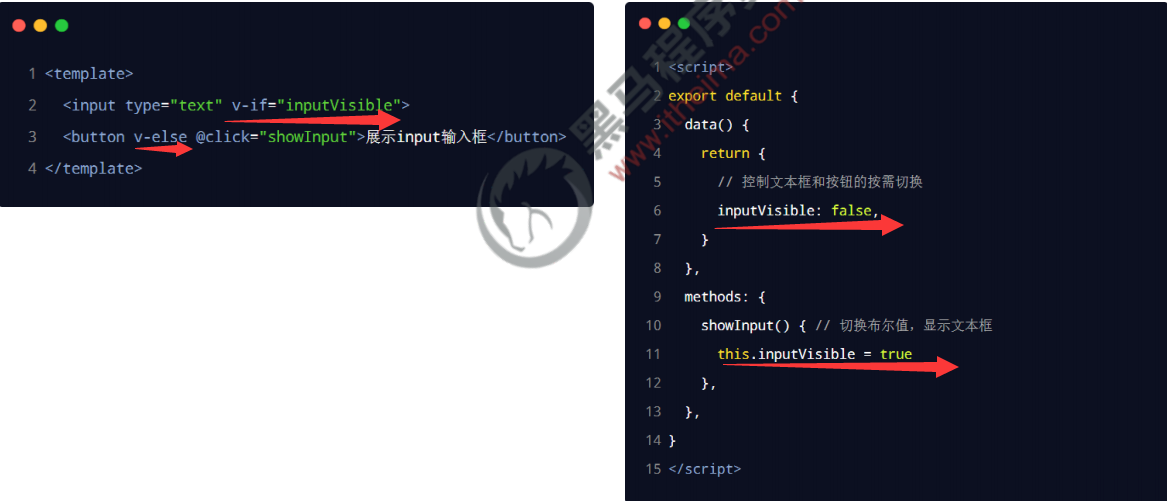 1 <template>
2 <input type="text" v-if="inputVisible">
3 <button v-else @click="showInput">展示input输入框</button>
4 </template>
1 <script>
2 export default {
3 data() {
4 return {
5 // 控制文本框和按钮的按需切换
6 inputVisible: false,
7 }
8 },
9 methods: {
10 showInput() { // 切换布尔值，显示文本框
11 this.inputVisible = true
12 },
13 },
14 }
15 </script>
黑马程序
www.itheima.com